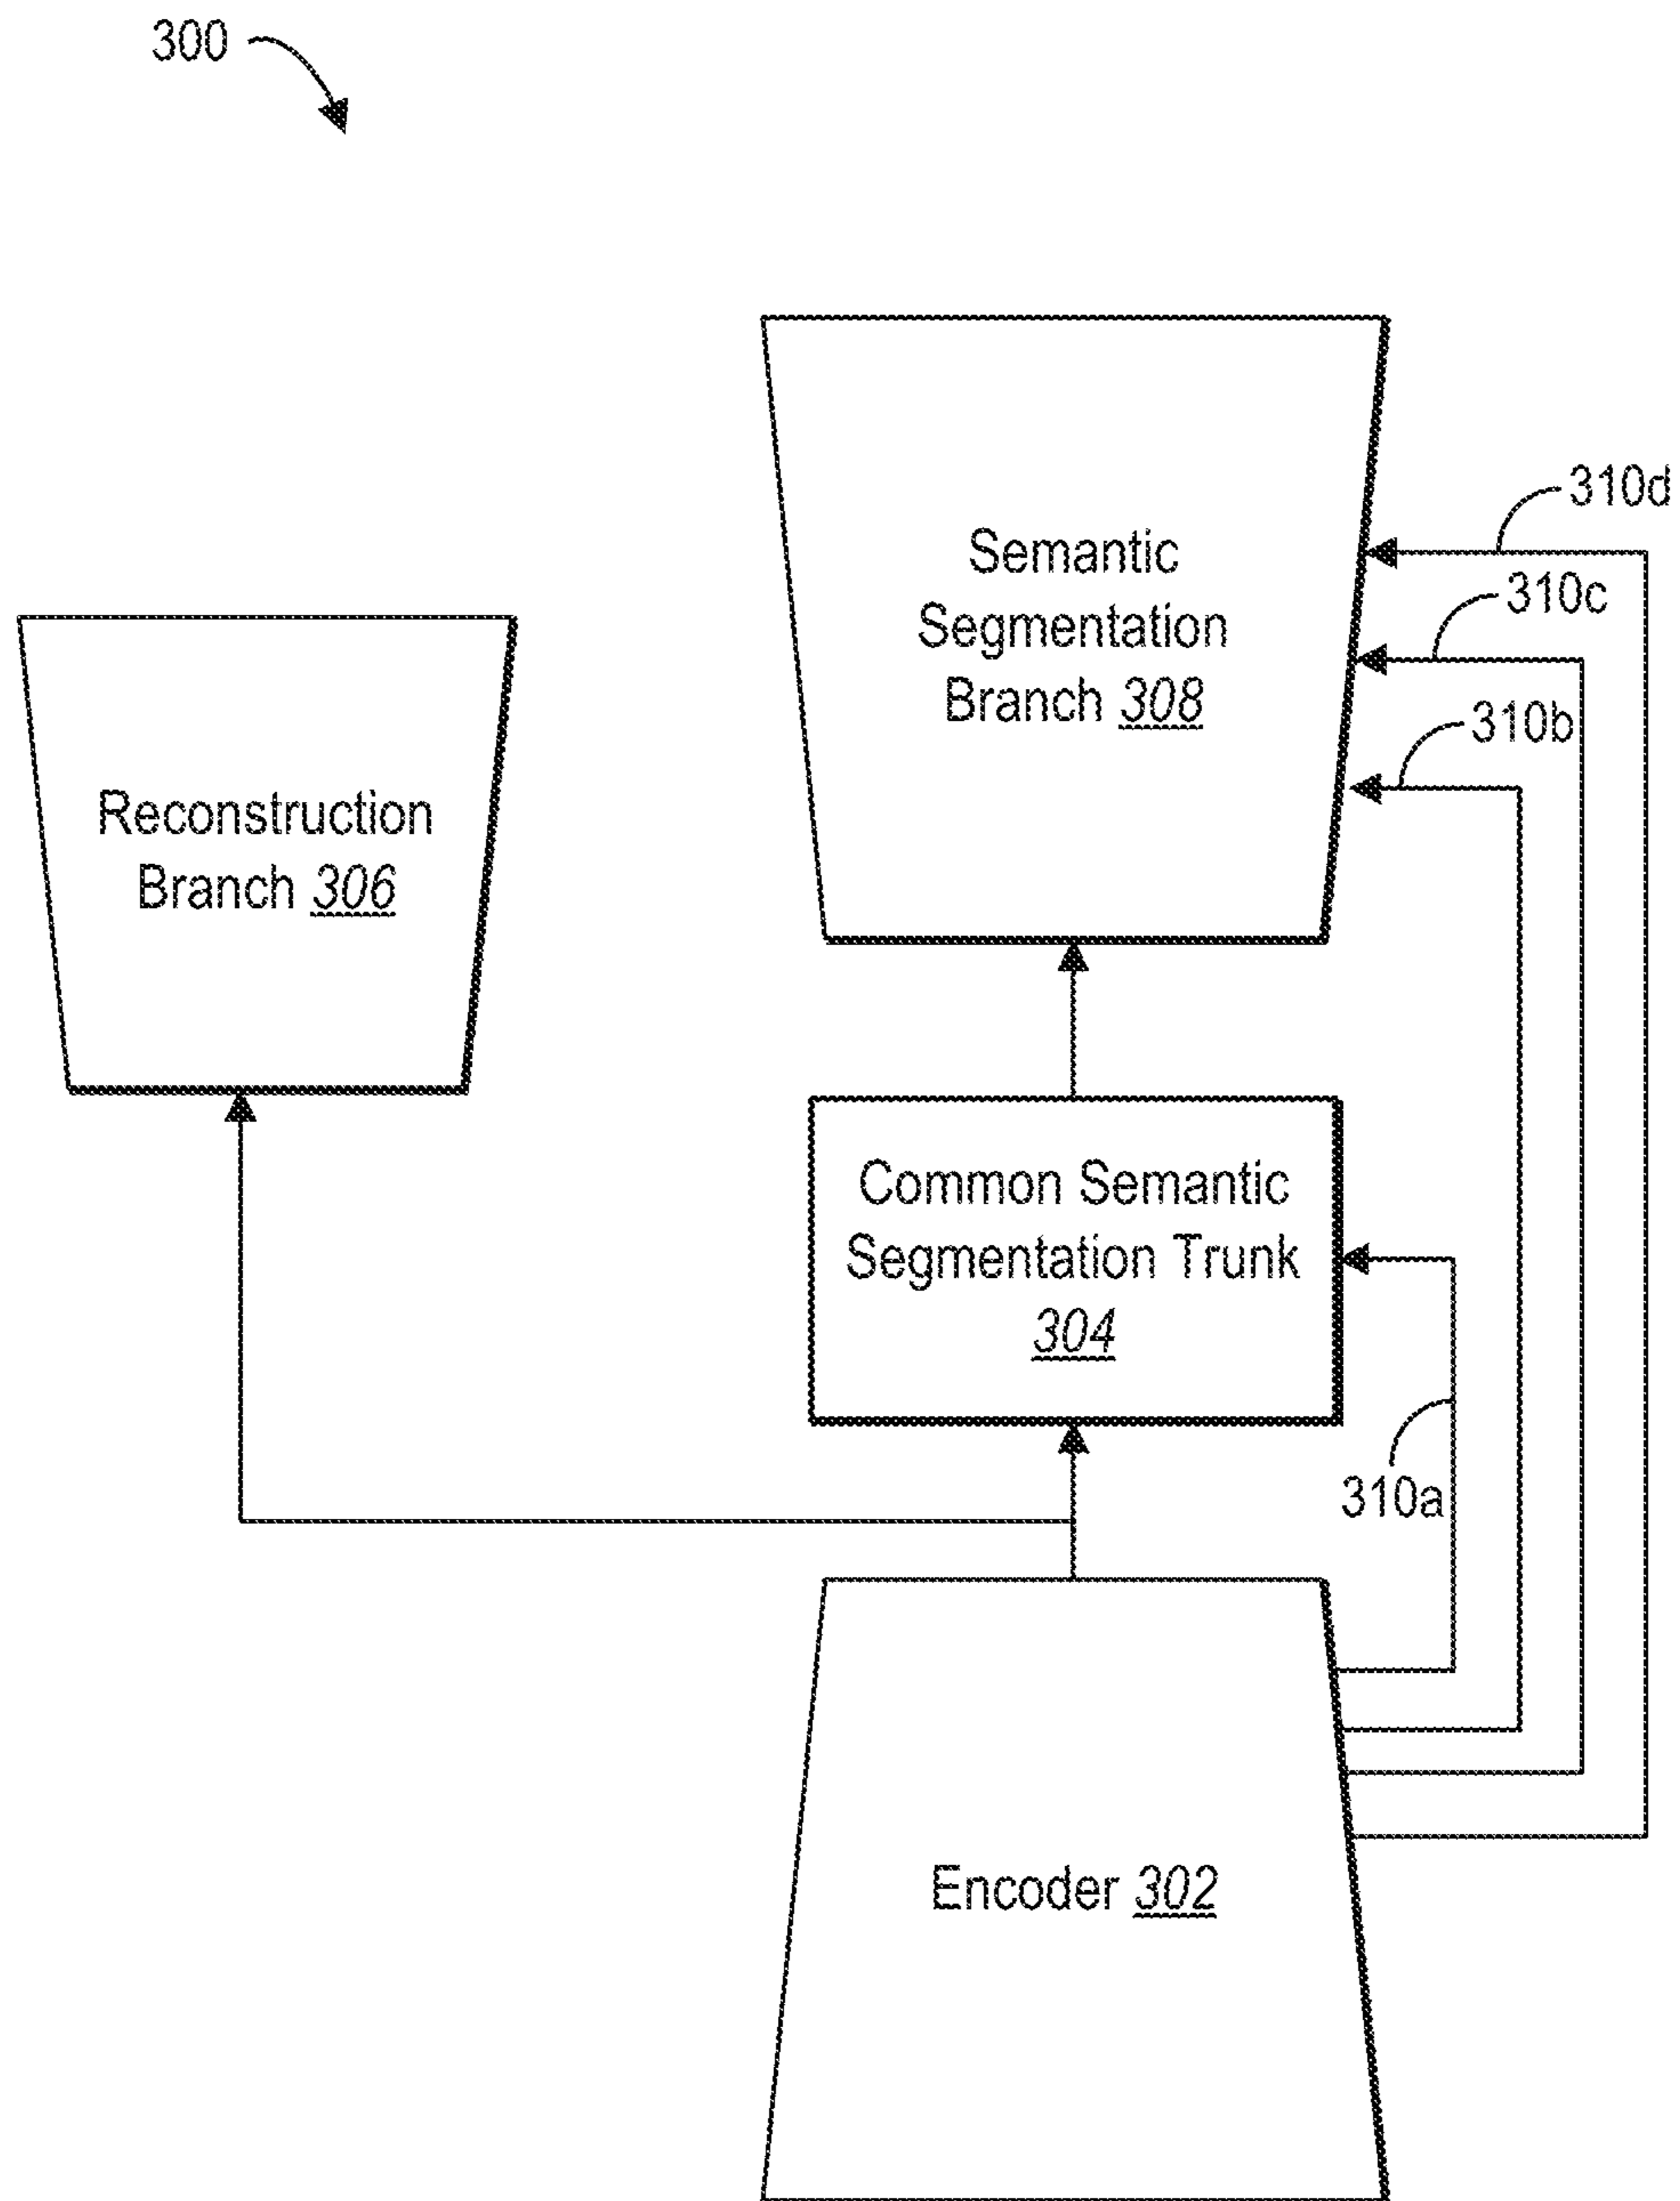 300
310d
Semantic
Segmentation
Branch 308
310c
310b
Reconstruction
Branch 306
Common Semantic
Segmentation Trunk
304
310a
Encoder 302